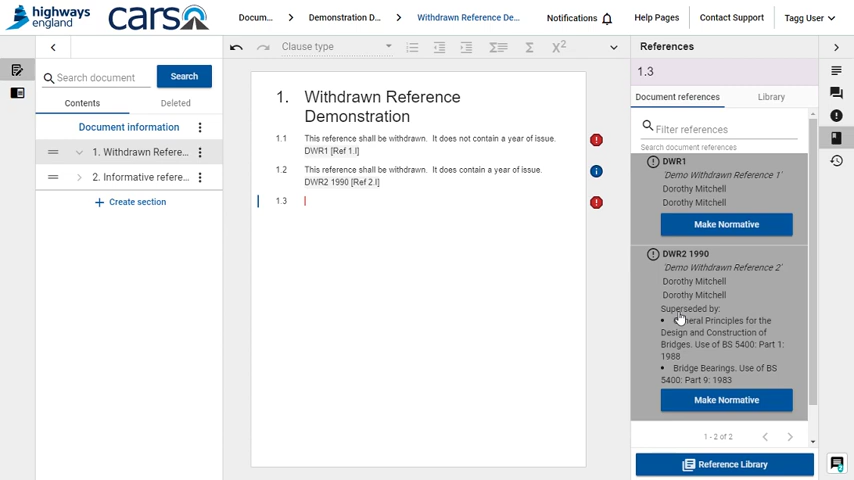 highways england
cars
Docum...
Demonstration D...
Withdrawn Reference De...
Notifications
Help Pages
Contact Support
Tagg User
Clause type
References
Search document
Search
1.3
Contents
Deleted
Document references
Library
Document information
Filter references
Search document references
1. Withdrawn Refere...
2. Informative refere...
Create section
1. Withdrawn Reference
Demonstration
1.1 This reference shall be withdrawn. It does not contain a year of issue.
DWR1 [Ref 1.I]
1.2 This reference shall be withdrawn. It does contain a year of issue.
DWR2 1990 [Ref 2.I]
1.3
DWR1
'Demo Withdrawn Reference 1'
Dorothy Mitchell
Dorothy Mitchell
Make Normative
DWR2 1990
'Demo Withdrawn Reference 2'
Dorothy Mitchell
Dorothy Mitchell
Superseded by:
• General Principles for the
Design and Construction of
Bridges. Use of BS 5400: Part 1:
1988
• Bridge Bearings. Use of BS
5400: Part 9: 1983
Make Normative
1 - 2 of 2
Reference Library